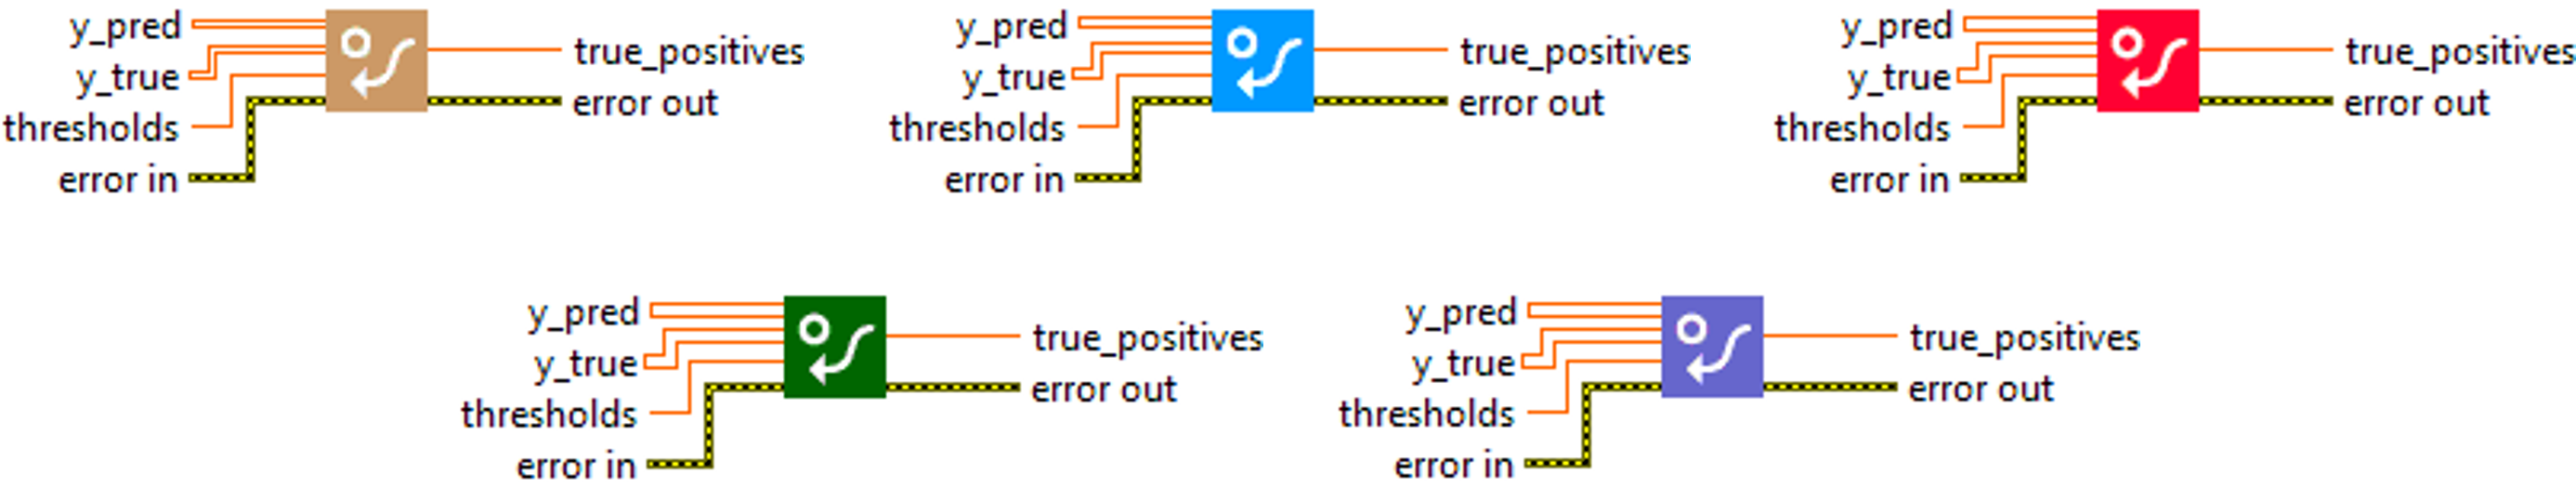 y_pred
y_true
thresholds
error in
true_positives
error out
y_pred
y_true
thresholds
error in
true_positives
error out
y_pred
y_true
thresholds
error in
true_positives
error out
y_pred
y_true
thresholds
error in
true_positives
error out
y_pred
y_true
thresholds
error in
true_positives
error out